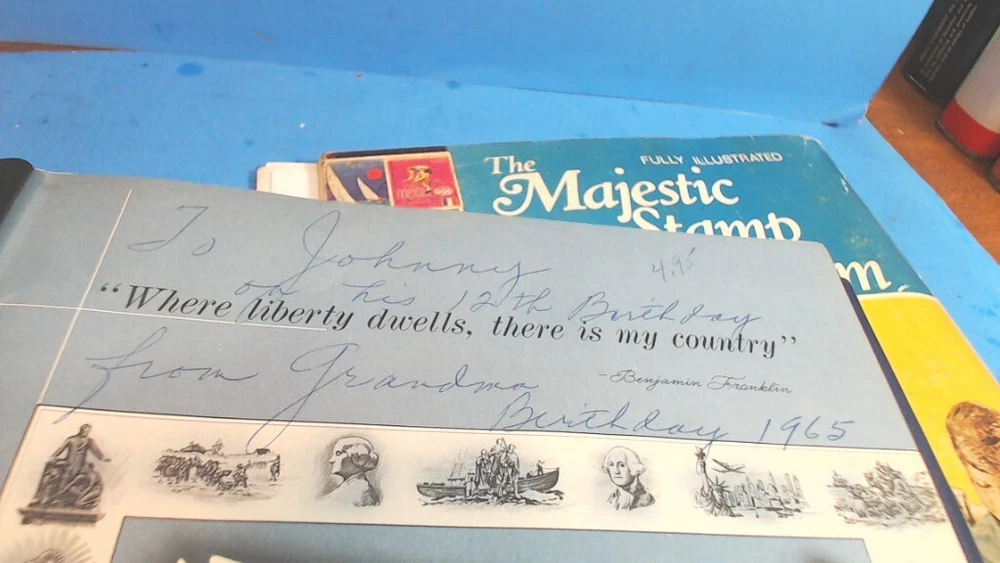 FULLY ILLUSTRATED
The
Majestic
Stamp
To Johnny
4.95
on his 12th Birthday
"Where liberty dwells, there is my country"
from Grandma
-Benjamin Franklin
Birthday 1965